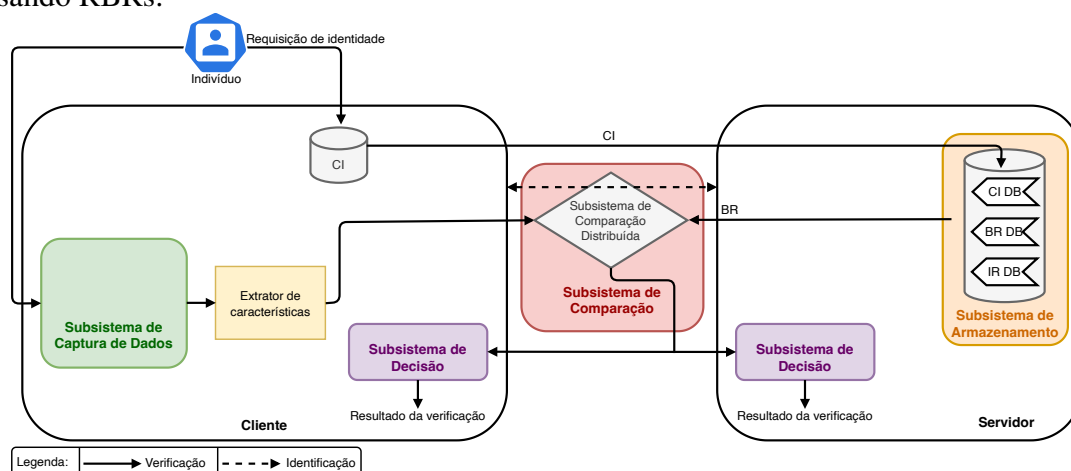 usando RBRs.
Requisição de identidade
Indivíduo
CI
CI
CI DB
Subsistema de
Comparação
Distribuída
BR
BR DB
IR DB
Extrator de
características
Subsistema de
Comparação
Subsistema de
Armazenamento
Subsistema de
Captura de Dados
Subsistema de
Decisão
Subsistema de
Decisão
Resultado da verificação
Resultado da verificação
Cliente
Servidor
Legenda:
Verificação
Identificação